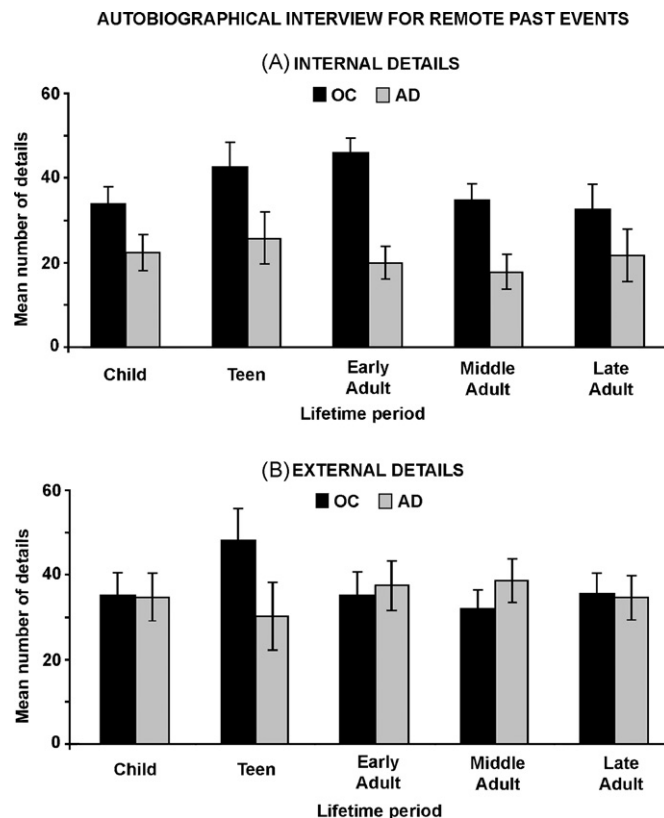 AUTOBIOGRAPHICAL INTERVIEW FOR REMOTE PAST EVENTS
(A) INTERNAL DETAILS
OC AD
Mean number of details
60
40
20
0
Child Teen Early Adult Middle Adult Late Adult
Lifetime period
(B) EXTERNAL DETAILS
OC AD
Mean number of details
60
40
20
0
Child Teen Early Adult Middle Adult Late Adult
Lifetime period